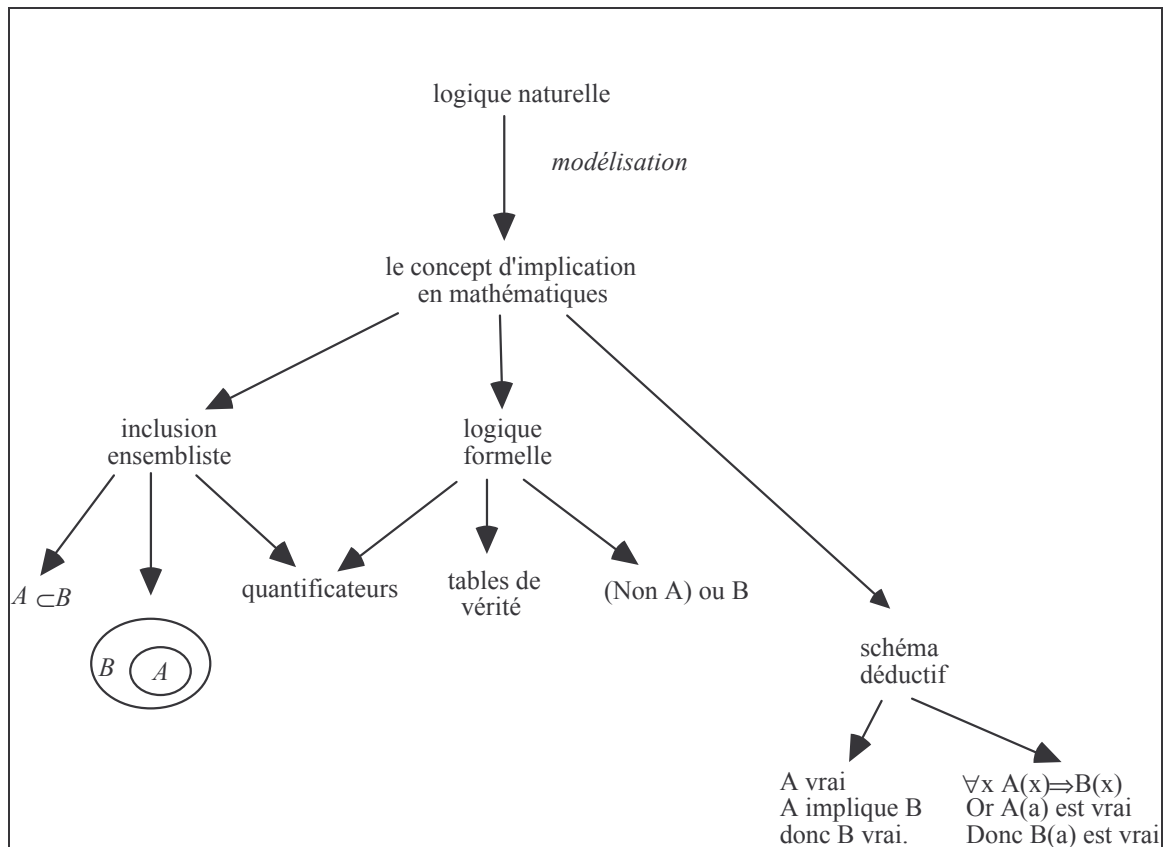 logique naturelle
modélisation
le concept d'implication
en mathématiques
inclusion
ensembliste
logique
formelle
A ⊂B
quantificateurs
tables de
vérité
(Non A) ou B
B
A
schéma
déductif
A vrai
A implique B
donc B vrai.
∀x A(x)⇒B(x)
Or A(a) est vrai
Donc B(a) est vrai